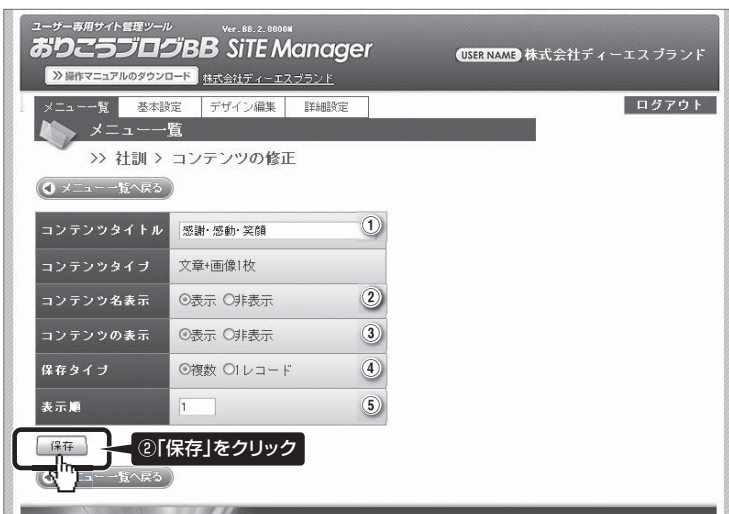 ユーザー専用サイト管理ツール Ver.BB.2.0000N
おりこうブログBB SiTE Manager
USER NAME 株式会社ディーエスブランド
≫操作マニュアルのダウンロード 株式会社ディーエスブランド
メニュー一覧 基本設定 デザイン編集 詳細設定 ログアウト
メニュー一覧
>> 社訓 > コンテンツの修正
メニュー一覧へ戻る
コンテンツタイトル 感謝・感動・笑顔 ①
コンテンツタイプ 文章+画像1枚
コンテンツ名表示 ◉表示 ○非表示 ②
コンテンツの表示 ◉表示 ○非表示 ③
保存タイプ ◉複数 ○1レコード ④
表示順 1 ⑤
保存 ②「保存」をクリック
ニュー一覧へ戻る